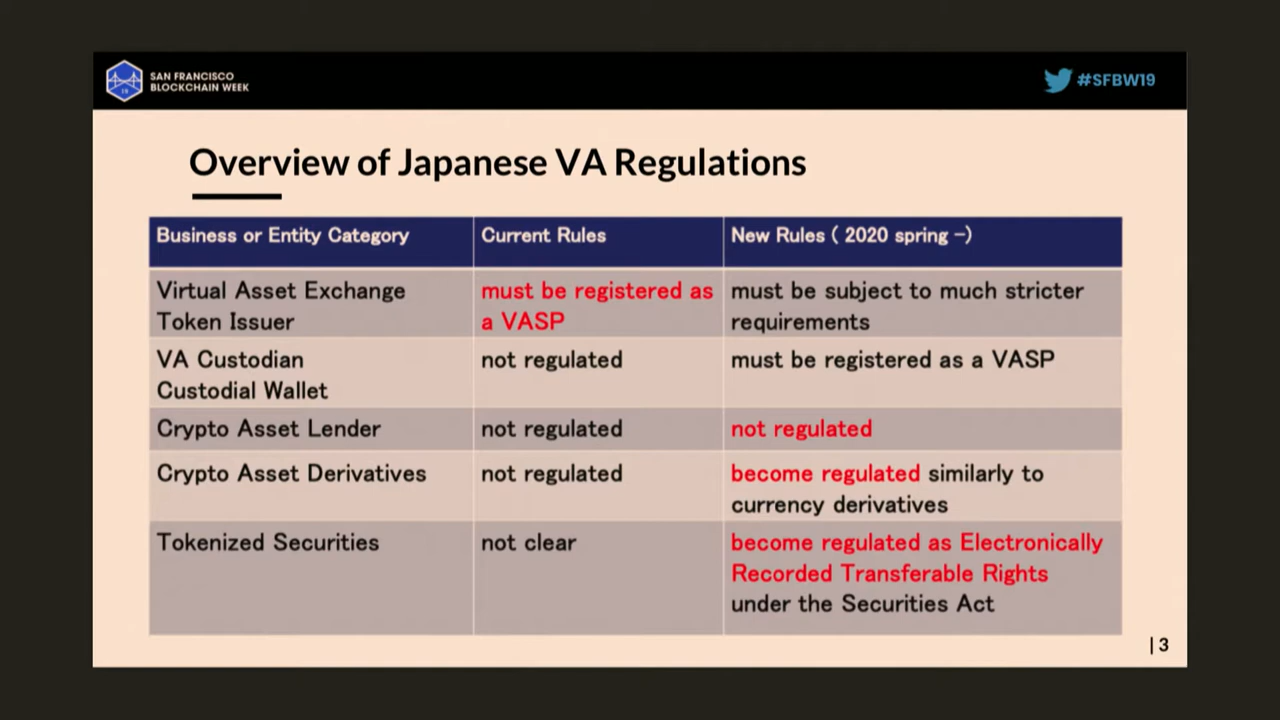 SAN FRANCISCO
BLOCKCHAIN WEEK
19
#SFBW19
Overview of Japanese VA Regulations
Business or Entity Category
Current Rules
New Rules ( 2020 spring -)
Virtual Asset Exchange
Token Issuer
must be registered as
a VASP
must be subject to much stricter
requirements
VA Custodian
Custodial Wallet
not regulated
must be registered as a VASP
Crypto Asset Lender
not regulated
not regulated
Crypto Asset Derivatives
not regulated
become regulated similarly to
currency derivatives
Tokenized Securities
not clear
become regulated as Electronically
Recorded Transferable Rights
under the Securities Act
| 3